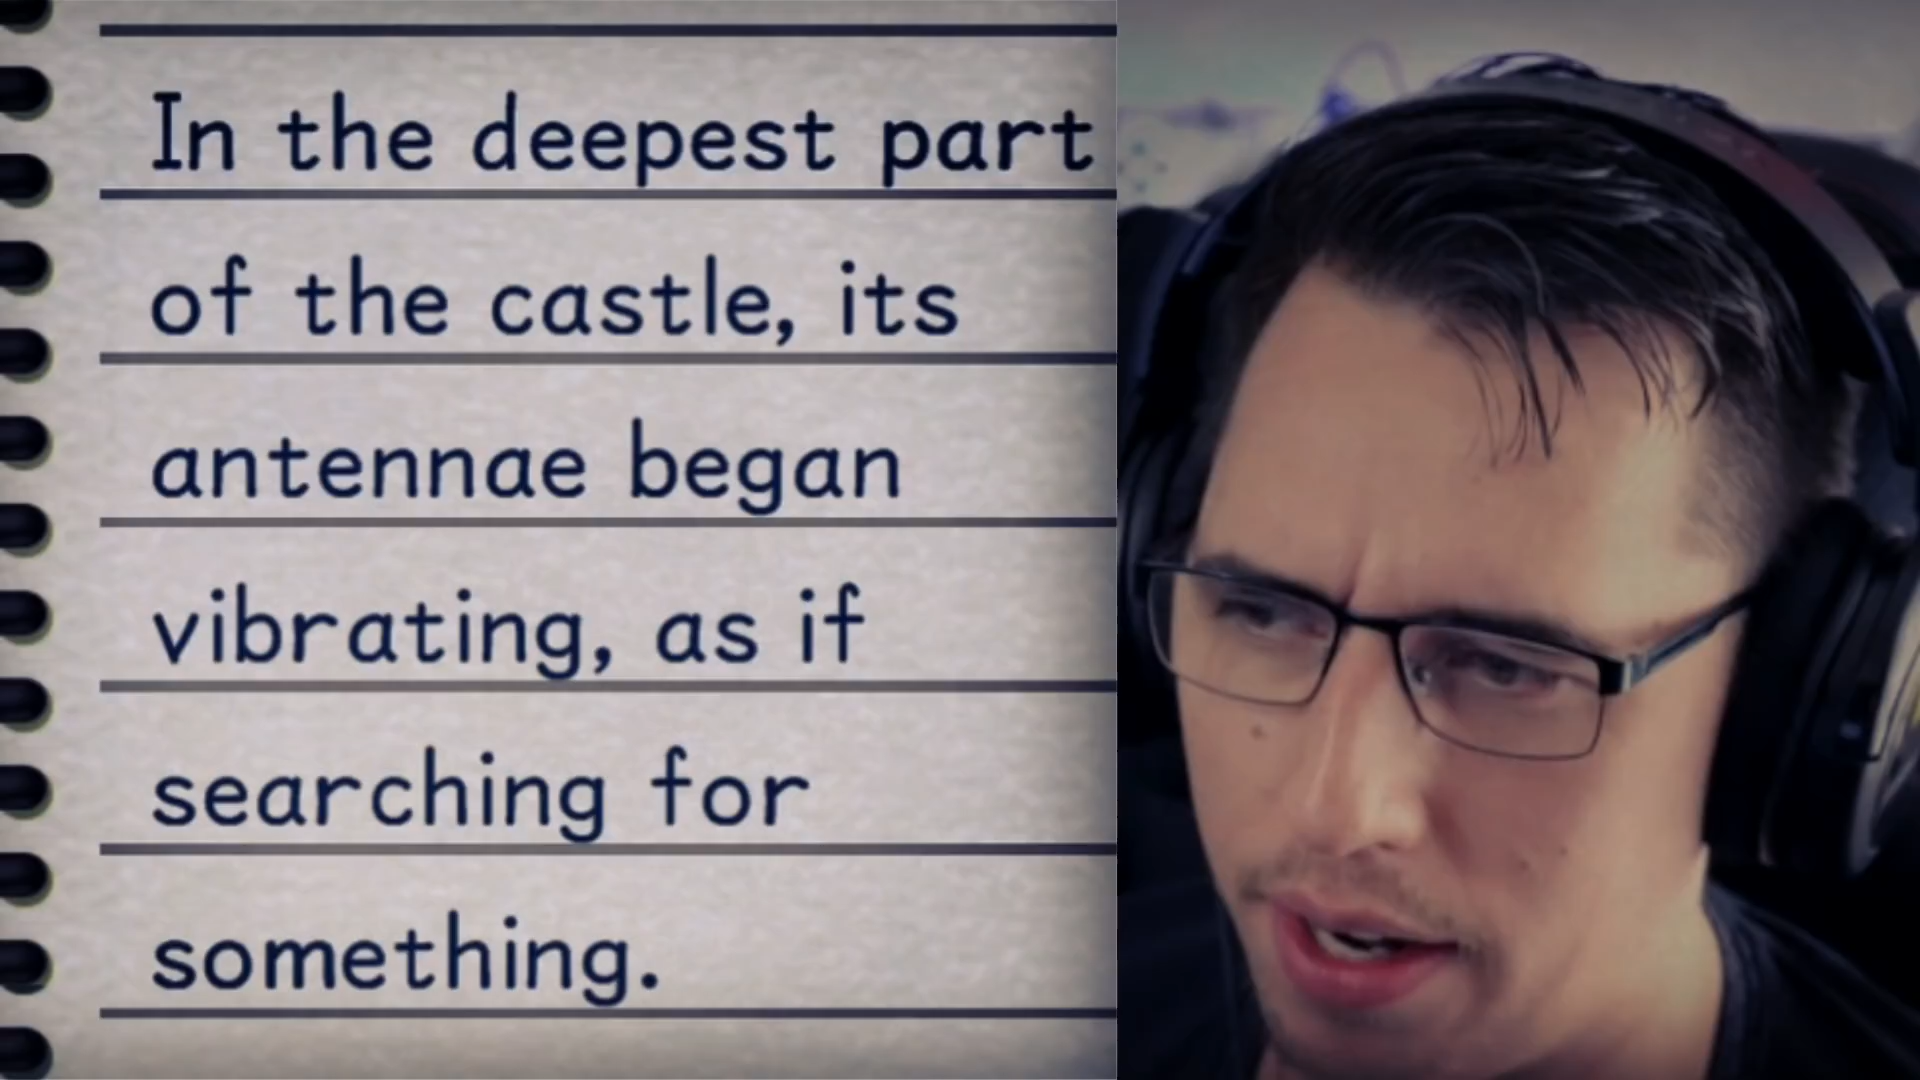 In the deepest part
of the castle, its
antennae began
vibrating, as if
searching for
something.